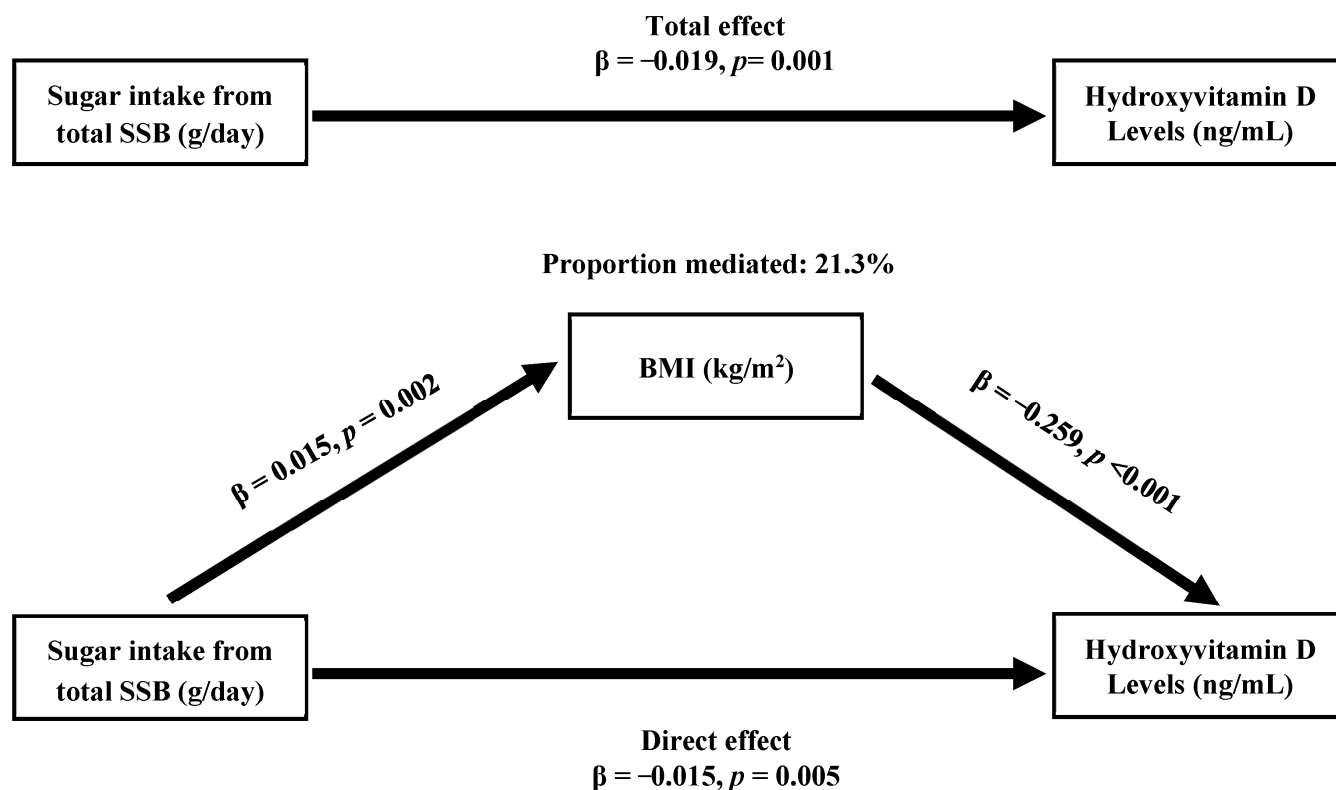 Total effect
β = −0.019, p= 0.001
Sugar intake from
total SSB (g/day)
Hydroxyvitamin D
Levels (ng/mL)
Proportion mediated: 21.3%
BMI (kg/m²)
β = 0.015, p = 0.002
β = −0.259, p <0.001
Sugar intake from
total SSB (g/day)
Hydroxyvitamin D
Levels (ng/mL)
Direct effect
β = −0.015, p = 0.005